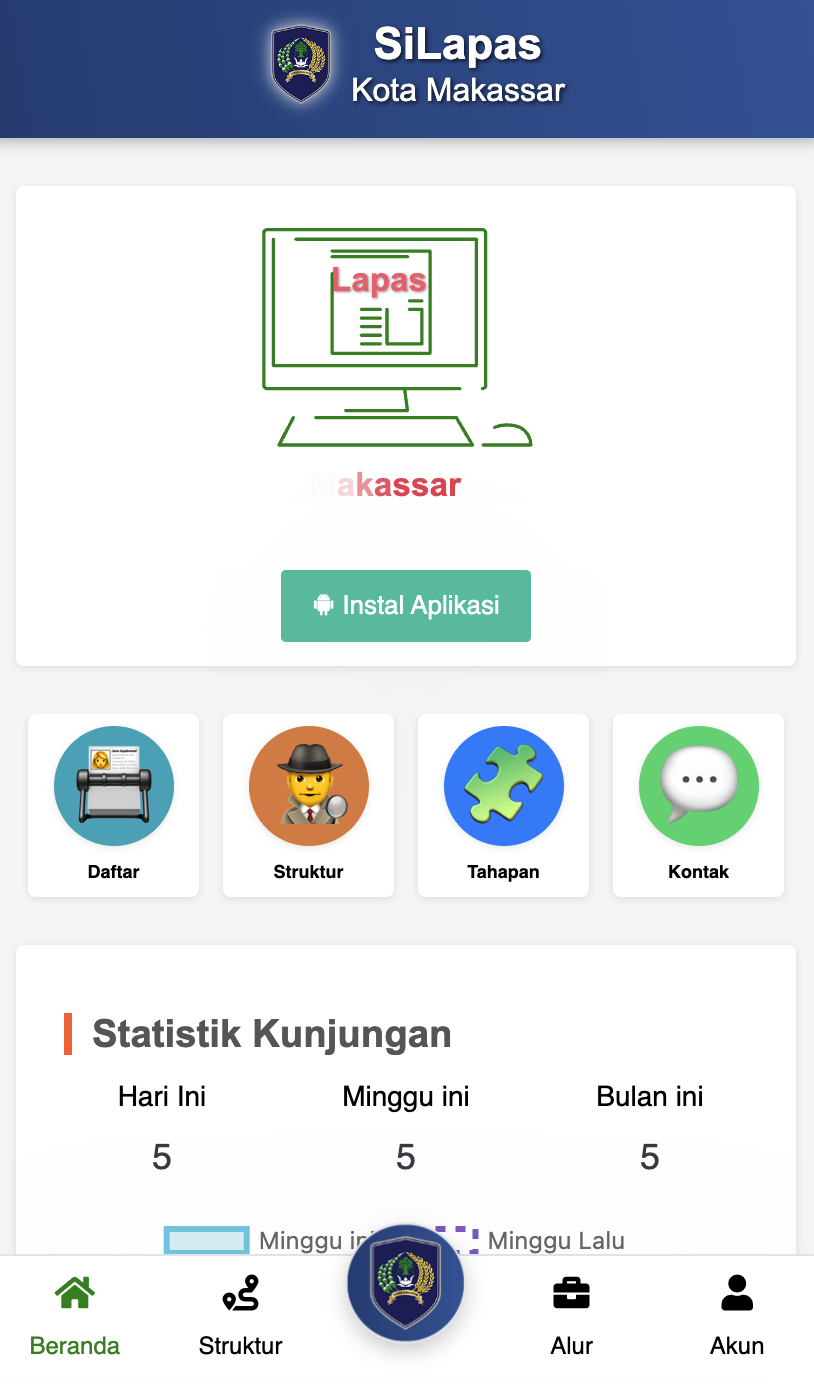 SiLapas
Kota Makassar
Lapas
Makassar
Instal Aplikasi
Daftar
Struktur
Tahapan
Kontak
Statistik Kunjungan
Hari Ini
Minggu ini
Bulan ini
5
5
5
Minggu ini
Minggu Lalu
Beranda
Struktur
Alur
Akun